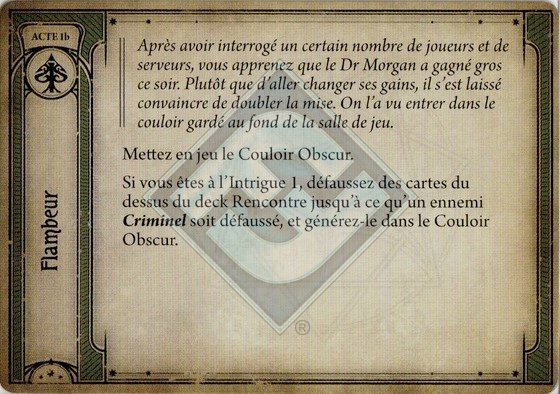 ACTE 1b
Flambeur
Après avoir interrogé un certain nombre de joueurs et de
serveurs, vous apprenez que le Dr Morgan a gagné gros
ce soir. Plutôt que d'aller changer ses gains, il s'est laissé
convaincre de doubler la mise. On l'a vu entrer dans le
couloir gardé au fond de la salle de jeu.
Mettez en jeu le Couloir Obscur.
Si vous êtes à l'Intrigue 1, défaussez des cartes du
dessus du deck Rencontre jusqu'à ce qu'un ennemi
Criminel soit défaussé, et générez-le dans le Couloir
Obscur.
®